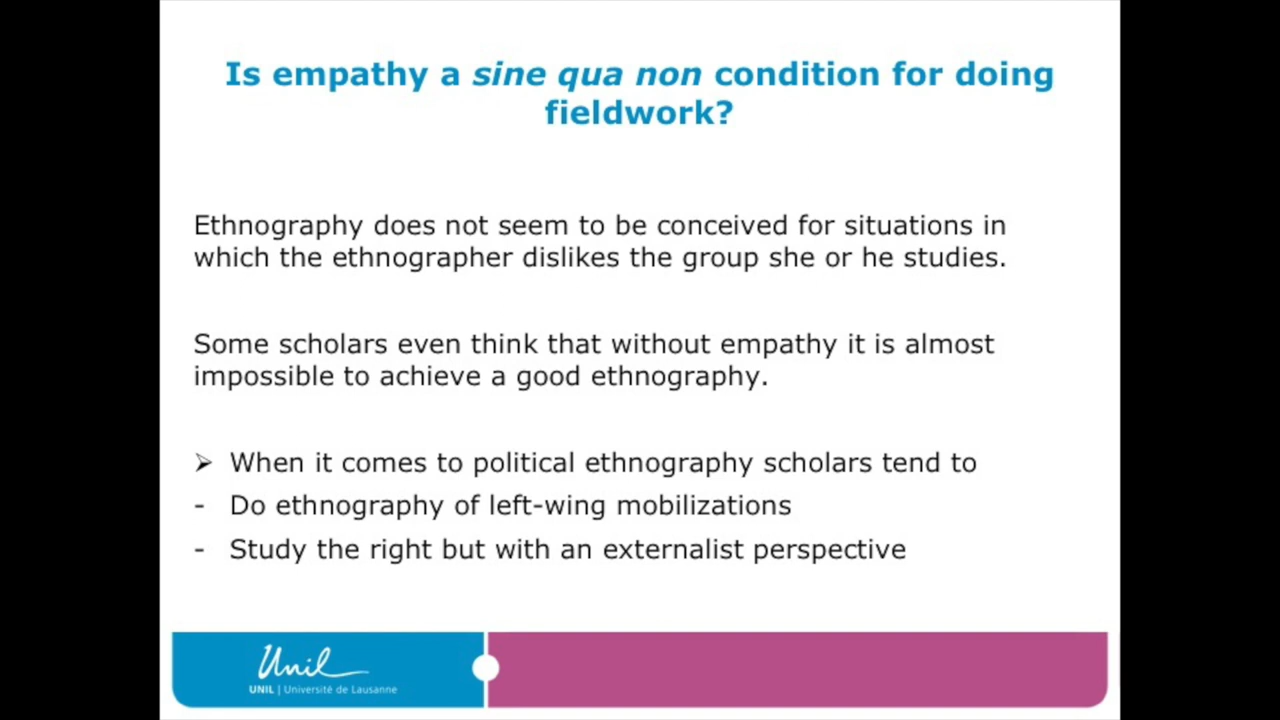 Is empathy a sine qua non condition for doing
fieldwork?
Ethnography does not seem to be conceived for situations in
which the ethnographer dislikes the group she or he studies.
Some scholars even think that without empathy it is almost
impossible to achieve a good ethnography.
➢ When it comes to political ethnography scholars tend to
- Do ethnography of left-wing mobilizations
- Study the right but with an externalist perspective
Unil
UNIL | Université de Lausanne